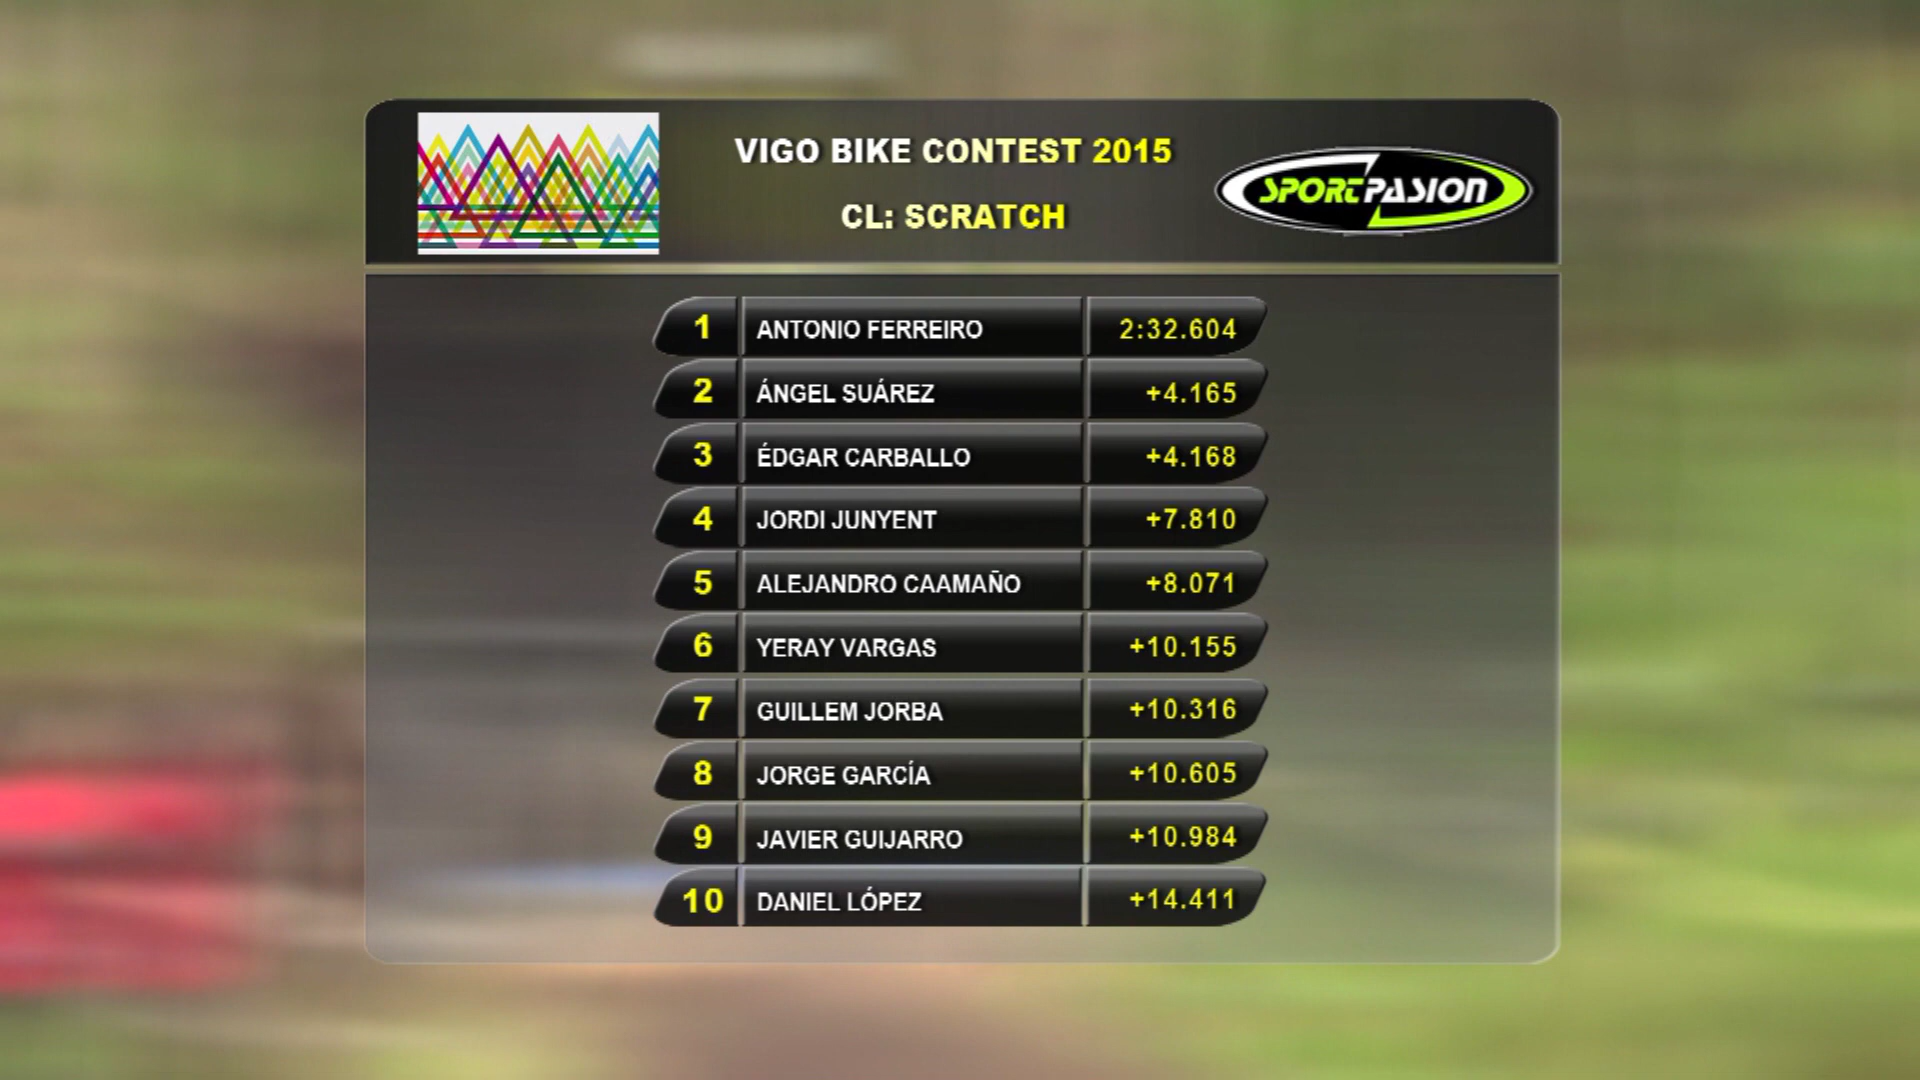 VIGO BIKE CONTEST 2015
CL: SCRATCH
SPORTPASION
1 ANTONIO FERREIRO 2:32.604
2 ÁNGEL SUÁREZ +4.165
3 ÉDGAR CARBALLO +4.168
4 JORDI JUNYENT +7.810
5 ALEJANDRO CAAMAÑO +8.071
6 YERAY VARGAS +10.155
7 GUILLEM JORBA +10.316
8 JORGE GARCÍA +10.605
9 JAVIER GUIJARRO +10.984
10 DANIEL LÓPEZ +14.411